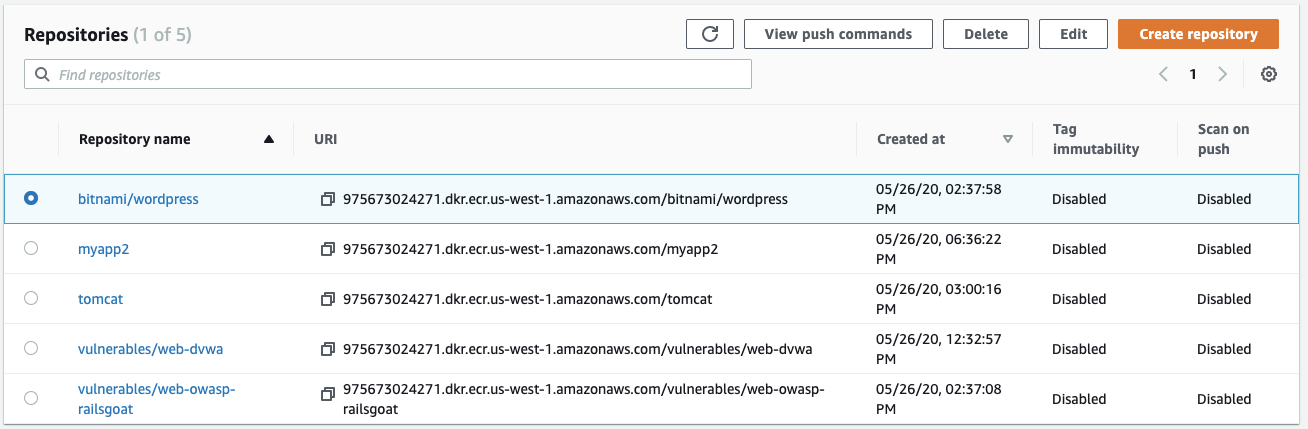 Repositories (1 of 5)
View push commands
Delete
Edit
Create repository
Find repositories
1
Repository name
URI
Created at
Tag
immutability
Scan on
push
bitnami/wordpress
975673024271.dkr.ecr.us-west-1.amazonaws.com/bitnami/wordpress
05/26/20, 02:37:58
PM
Disabled
Disabled
myapp2
975673024271.dkr.ecr.us-west-1.amazonaws.com/myapp2
05/26/20, 06:36:22
PM
Disabled
Disabled
tomcat
975673024271.dkr.ecr.us-west-1.amazonaws.com/tomcat
05/26/20, 03:00:16
PM
Disabled
Disabled
vulnerables/web-dvwa
975673024271.dkr.ecr.us-west-1.amazonaws.com/vulnerables/web-dvwa
05/26/20, 12:32:57
PM
Disabled
Disabled
vulnerables/web-owasp-
railsgoat
975673024271.dkr.ecr.us-west-1.amazonaws.com/vulnerables/web-owasp-
railsgoat
05/26/20, 02:37:08
PM
Disabled
Disabled